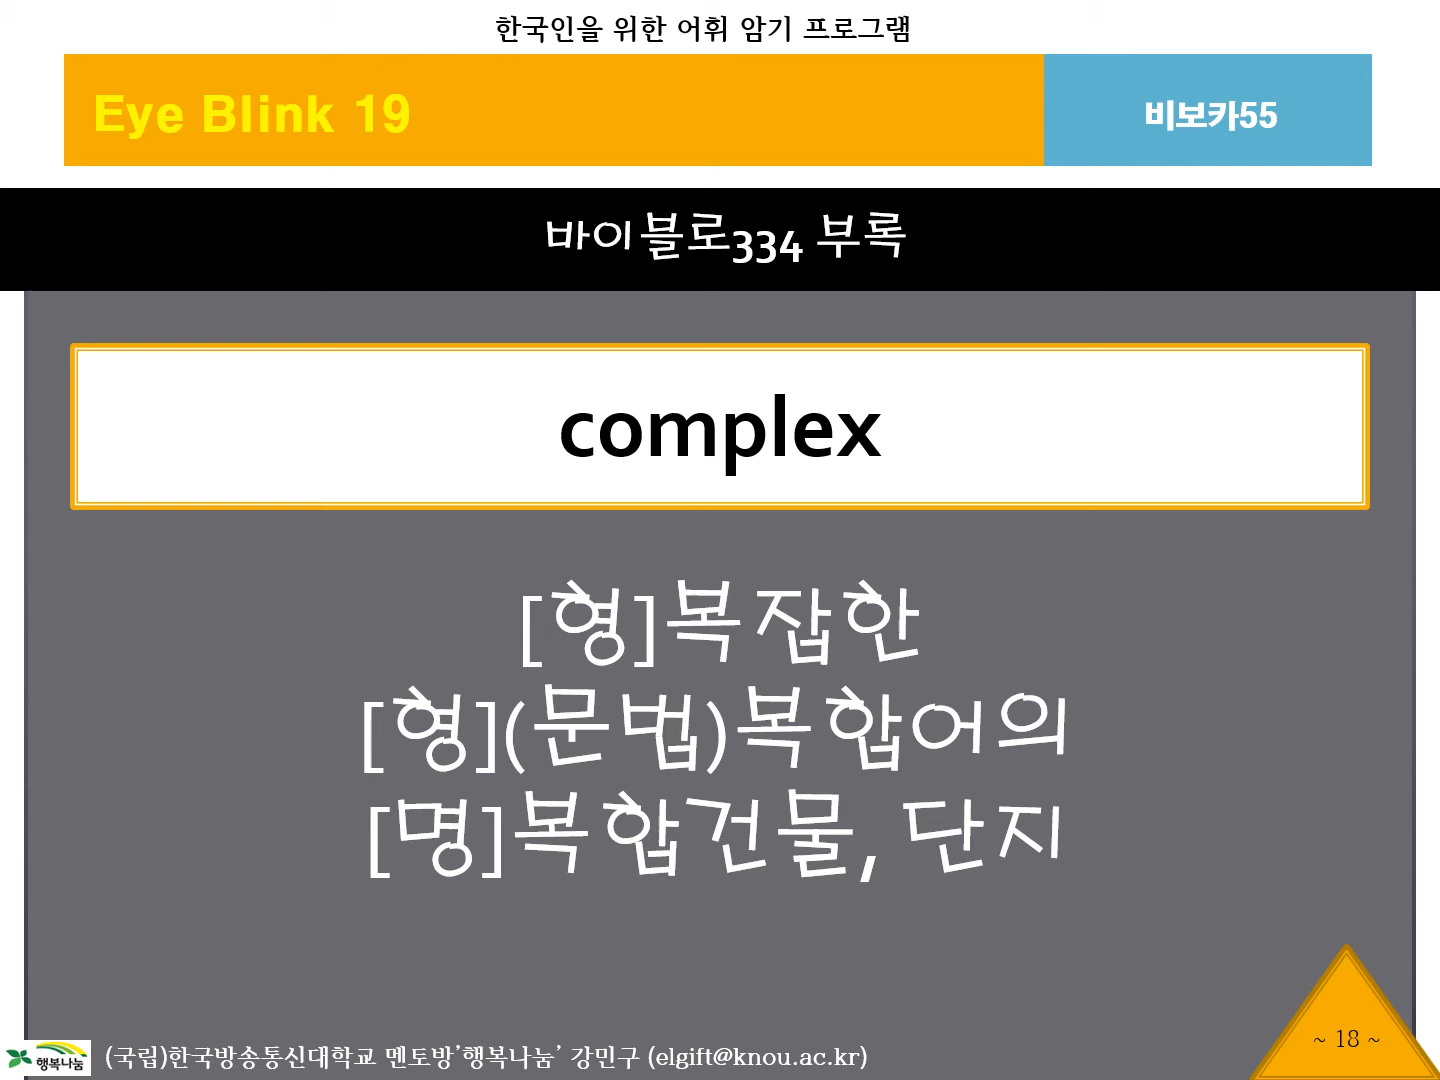 한국인을 위한 어휘 암기 프로그램
Eye Blink 19
비보카55
바이블로334 부록
complex
[형]복잡한
[형](문법)복합어의
[명]복합건물, 단지
~ 18 ~
행복나눔
(국립)한국방송통신대학교 멘토방'행복나눔' 강민구 (elgift@knou.ac.kr)